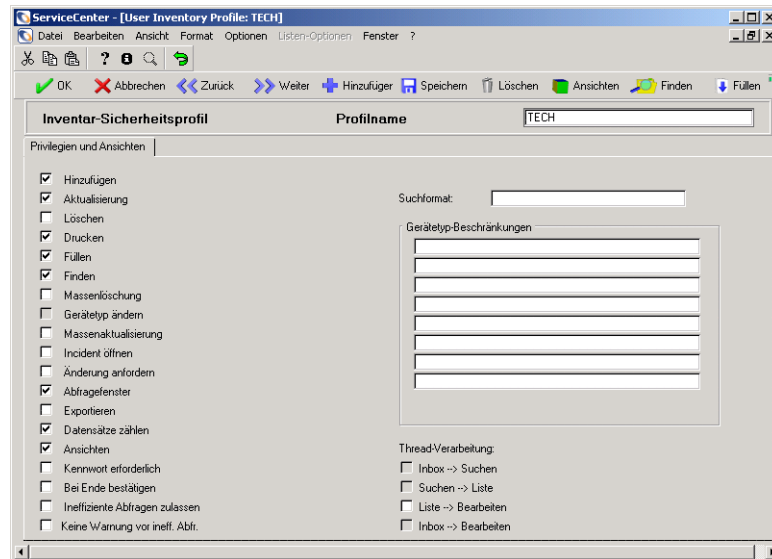 ServiceCenter - [User Inventory Profile: TECH]
Datei Bearbeiten Ansicht Format Optionen Listen-Optionen Fenster ?
OK Abbrechen Zurück Weiter Hinzufüger Speichern Löschen Ansichten Finden Füllen
Inventar-Sicherheitsprofil Profilname TECH
Privilegien und Ansichten
Hinzufügen
Aktualisierung
Löschen
Drucken
Füllen
Finden
Massenlöschung
Gerätetyp ändern
Massenaktualisierung
Incident öffnen
Änderung anfordern
Abfragefenster
Exportieren
Datensätze zählen
Ansichten
Kennwort erforderlich
Bei Ende bestätigen
Ineffiziente Abfragen zulassen
Keine Warnung vor ineff. Abfr.
Suchformat:
Gerätetyp-Beschränkungen
Thread-Verarbeitung:
Inbox --> Suchen
Suchen --> Liste
Liste --> Bearbeiten
Inbox --> Bearbeiten